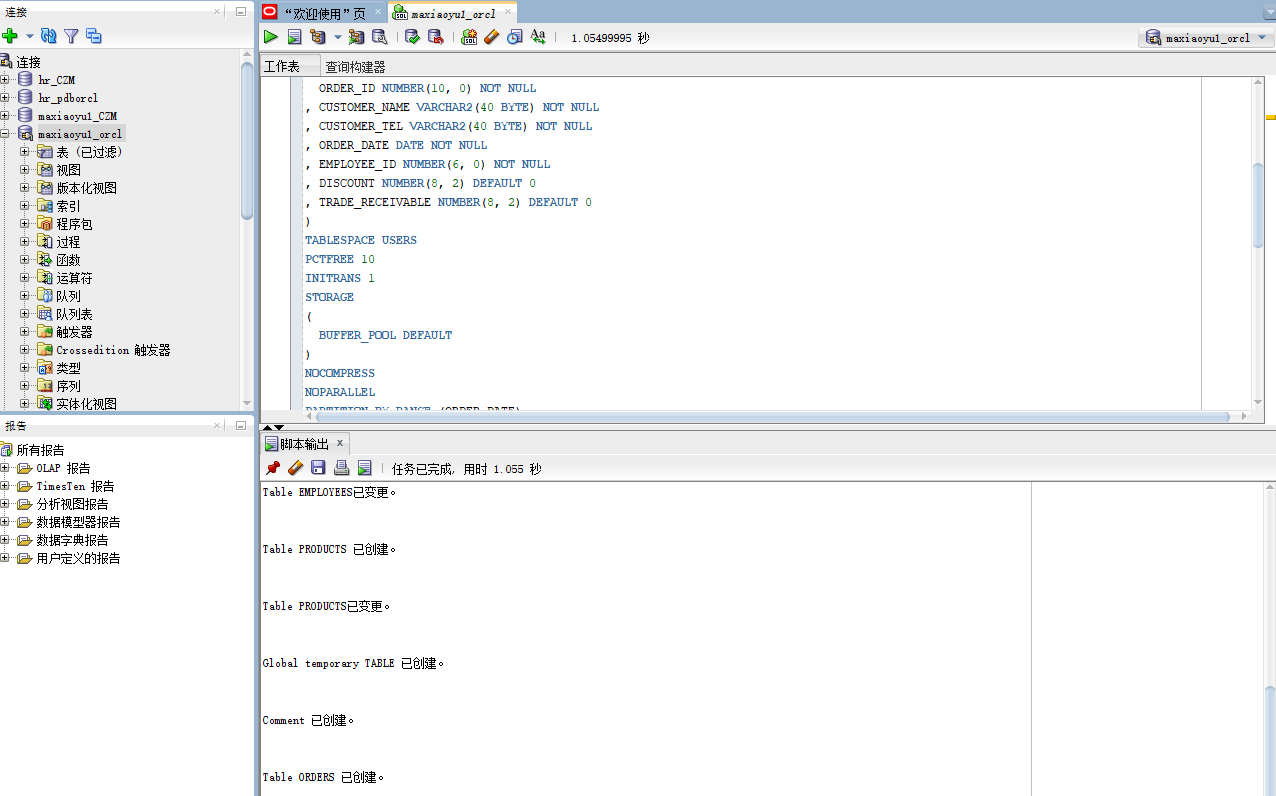 连接
连接
hr_CZM
hr_pdborcl
maxiaoyu1_CZM
maxiaoyu1_orcl
表 (已过滤)
视图
版本化视图
索引
程序包
过程
函数
运算符
队列
队列表
触发器
Crossedition 触发器
类型
序列
实体化视图
报告
所有报告
OLAP 报告
TimesTen 报告
分析视图报告
数据模型器报告
数据字典报告
用户定义的报告
“欢迎使用”页
maxiaoyu1_orcl
1.05499995 秒
maxiaoyu1_orcl
工作表 查询构建器
ORDER_ID NUMBER(10, 0) NOT NULL
, CUSTOMER_NAME VARCHAR2(40 BYTE) NOT NULL
, CUSTOMER_TEL VARCHAR2(40 BYTE) NOT NULL
, ORDER_DATE DATE NOT NULL
, EMPLOYEE_ID NUMBER(6, 0) NOT NULL
, DISCOUNT NUMBER(8, 2) DEFAULT 0
, TRADE_RECEIVABLE NUMBER(8, 2) DEFAULT 0
)
TABLESPACE USERS
PCTFREE 10
INITRANS 1
STORAGE
(
BUFFER_POOL DEFAULT
)
NOCOMPRESS
NOPARALLEL
PARTITION BY RANGE (ORDER_DATE)
脚本输出
任务已完成, 用时 1.055 秒
Table EMPLOYEES已变更。
Table PRODUCTS 已创建。
Table PRODUCTS已变更。
Global temporary TABLE 已创建。
Comment 已创建。
Table ORDERS 已创建。